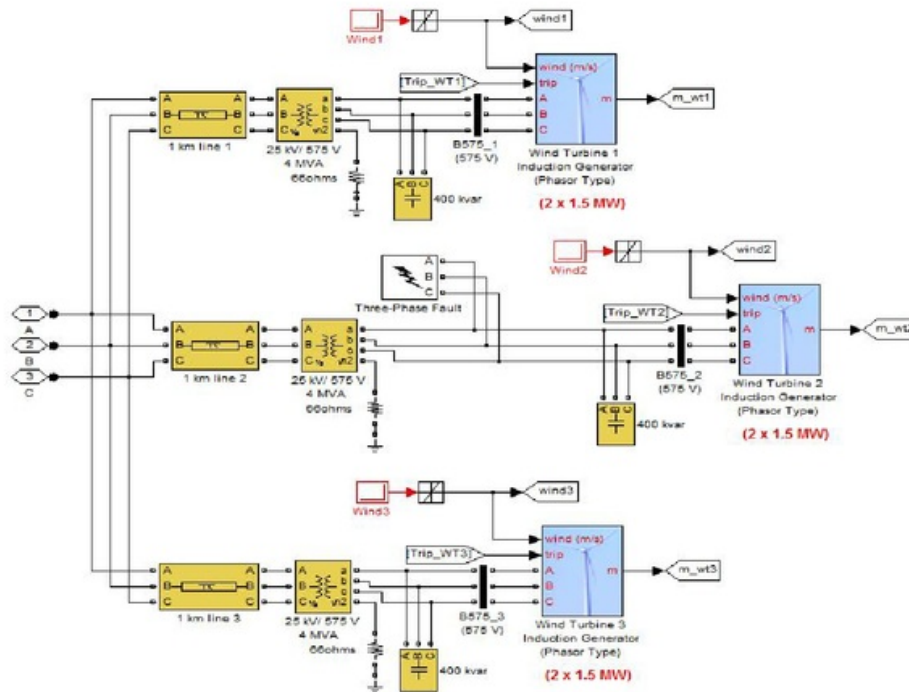 Wind1
wind1
[Trip_WT1]
wind (m/s)
trip
A
B
C
m
m_wt1
A
B
C
A
B
C
1 km line 1
A
B
C
a
b
c
n2
25 kV/ 575 V
4 MVA
66ohms
A
B
C
400 kvar
B575_1
(575 V)
Wind Turbine 1
Induction Generator
(Phasor Type)
(2 x 1.5 MW)
A
B
C
Three-Phase Fault
Wind2
wind2
[Trip_WT2]
wind (m/s)
trip
A
B
C
m
m_wt2
1
A
2
B
3
C
A
B
C
A
B
C
1 km line 2
A
B
C
a
b
c
n2
25 kV/ 575 V
4 MVA
66ohms
A
B
C
400 kvar
B575_2
(575 V)
Wind Turbine 2
Induction Generator
(Phasor Type)
(2 x 1.5 MW)
Wind3
wind3
[Trip_WT3]
wind (m/s)
trip
A
B
C
m
m_wt3
A
B
C
A
B
C
1 km line 3
A
B
C
a
b
c
n2
25 kV/ 575 V
4 MVA
66ohms
A
B
C
400 kvar
B575_3
(575 V)
Wind Turbine 3
Induction Generator
(Phasor Type)
(2 x 1.5 MW)